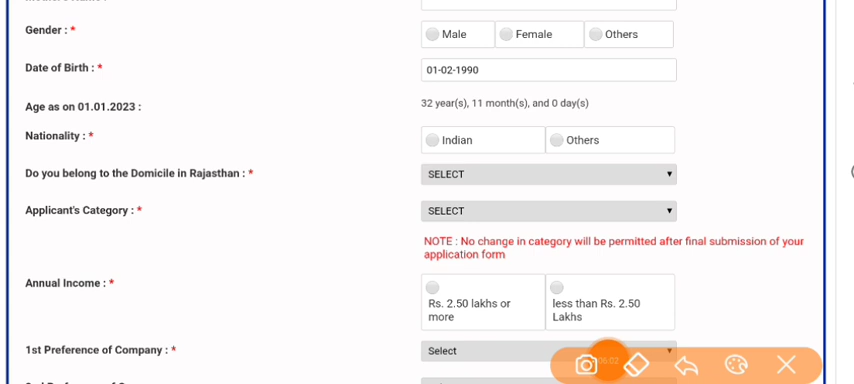 Gender : *
Male Female Others
Date of Birth : *
01-02-1990
Age as on 01.01.2023 :
32 year(s), 11 month(s), and 0 day(s)
Nationality : *
Indian Others
Do you belong to the Domicile in Rajasthan : *
SELECT
Applicant's Category : *
SELECT
NOTE : No change in category will be permitted after final submission of your
application form
Annual Income : *
Rs. 2.50 lakhs or
more
less than Rs. 2.50
Lakhs
1st Preference of Company : *
Select